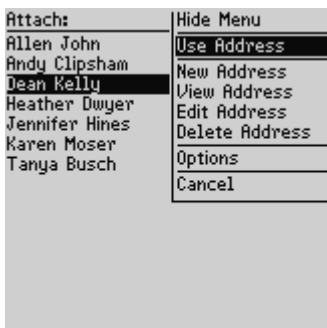 Attach:
Allen John
Andy Clipsham
Dean Kelly
Heather Dwyer
Jennifer Hines
Karen Moser
Tanya Busch
Hide Menu
Use Address
New Address
View Address
Edit Address
Delete Address
Options
Cancel